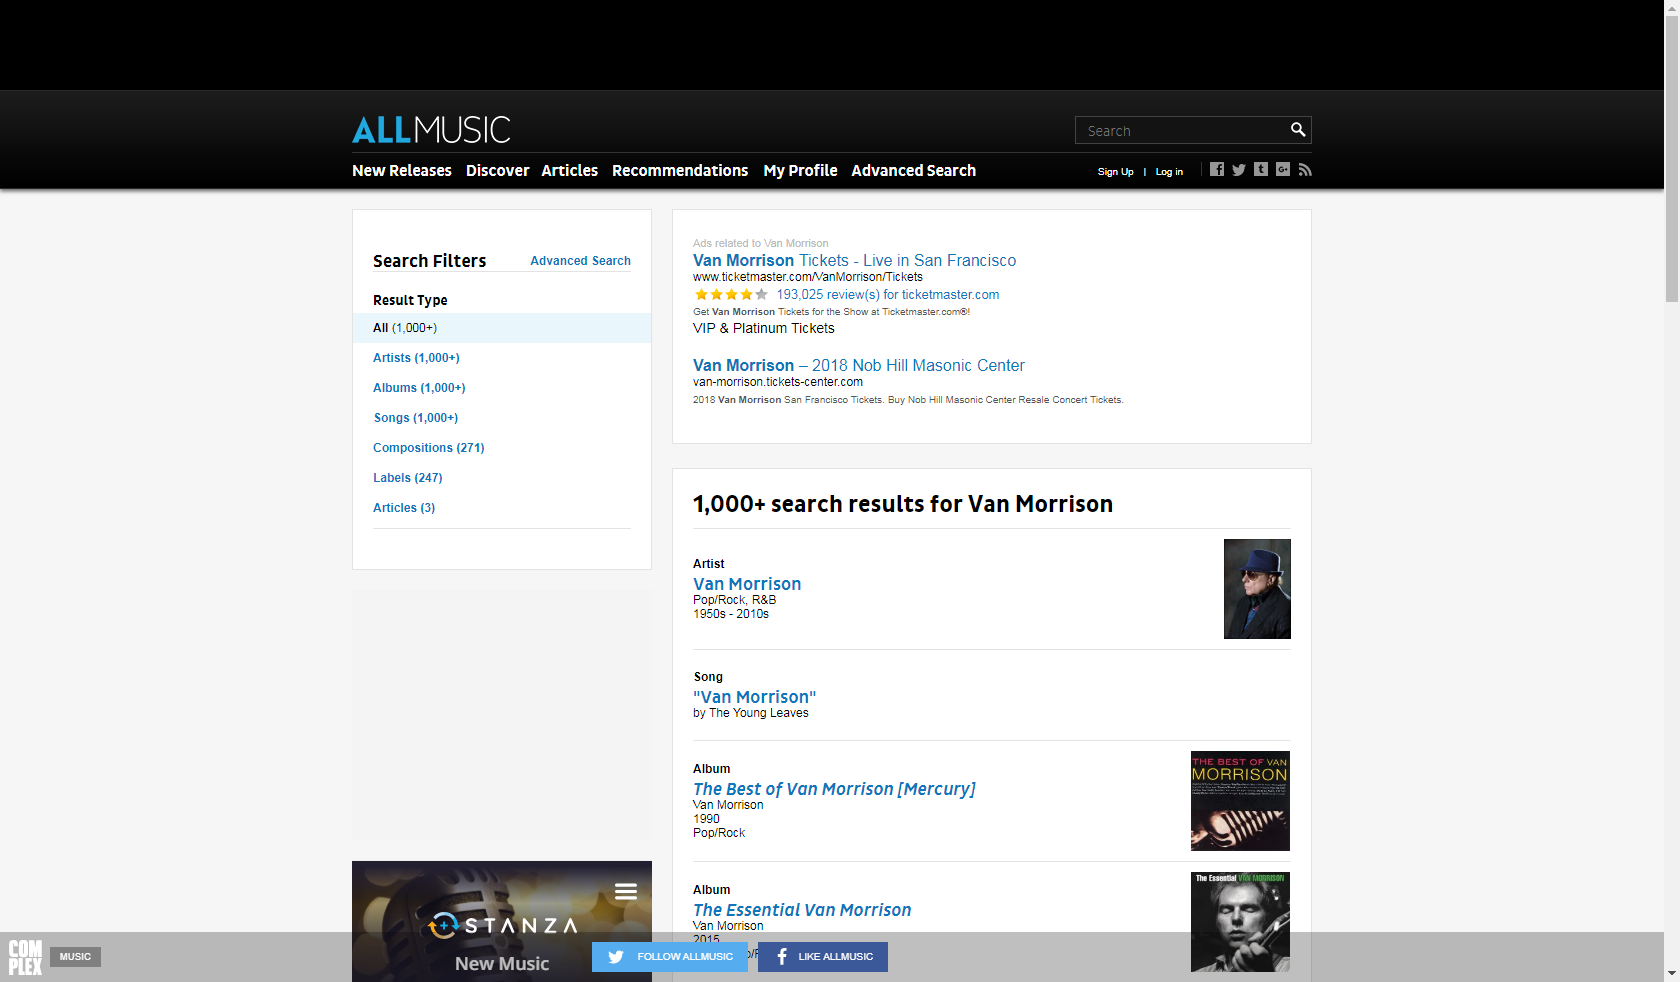 ALLMUSIC
Search
New Releases Discover Articles Recommendations My Profile Advanced Search
Sign Up | Log in
Search Filters Advanced Search
Result Type
All (1,000+)
Artists (1,000+)
Albums (1,000+)
Songs (1,000+)
Compositions (271)
Labels (247)
Articles (3)
STANZA
New Music
Ads related to Van Morrison
Van Morrison Tickets - Live in San Francisco
www.ticketmaster.com/VanMorrison/Tickets
193,025 review(s) for ticketmaster.com
Get Van Morrison Tickets for the Show at Ticketmaster.com®!
VIP & Platinum Tickets
Van Morrison – 2018 Nob Hill Masonic Center
van-morrison.tickets-center.com
2018 Van Morrison San Francisco Tickets. Buy Nob Hill Masonic Center Resale Concert Tickets.
1,000+ search results for Van Morrison
Artist
Van Morrison
Pop/Rock, R&B
1950s - 2010s
Song
"Van Morrison"
by The Young Leaves
Album
The Best of Van Morrison [Mercury]
Van Morrison
1990
Pop/Rock
THE BEST OF VAN
MORRISON
Album
The Essential Van Morrison
Van Morrison
2015
The Essential VAN MORRISON
COM
PLEX
MUSIC
FOLLOW ALLMUSIC
LIKE ALLMUSIC